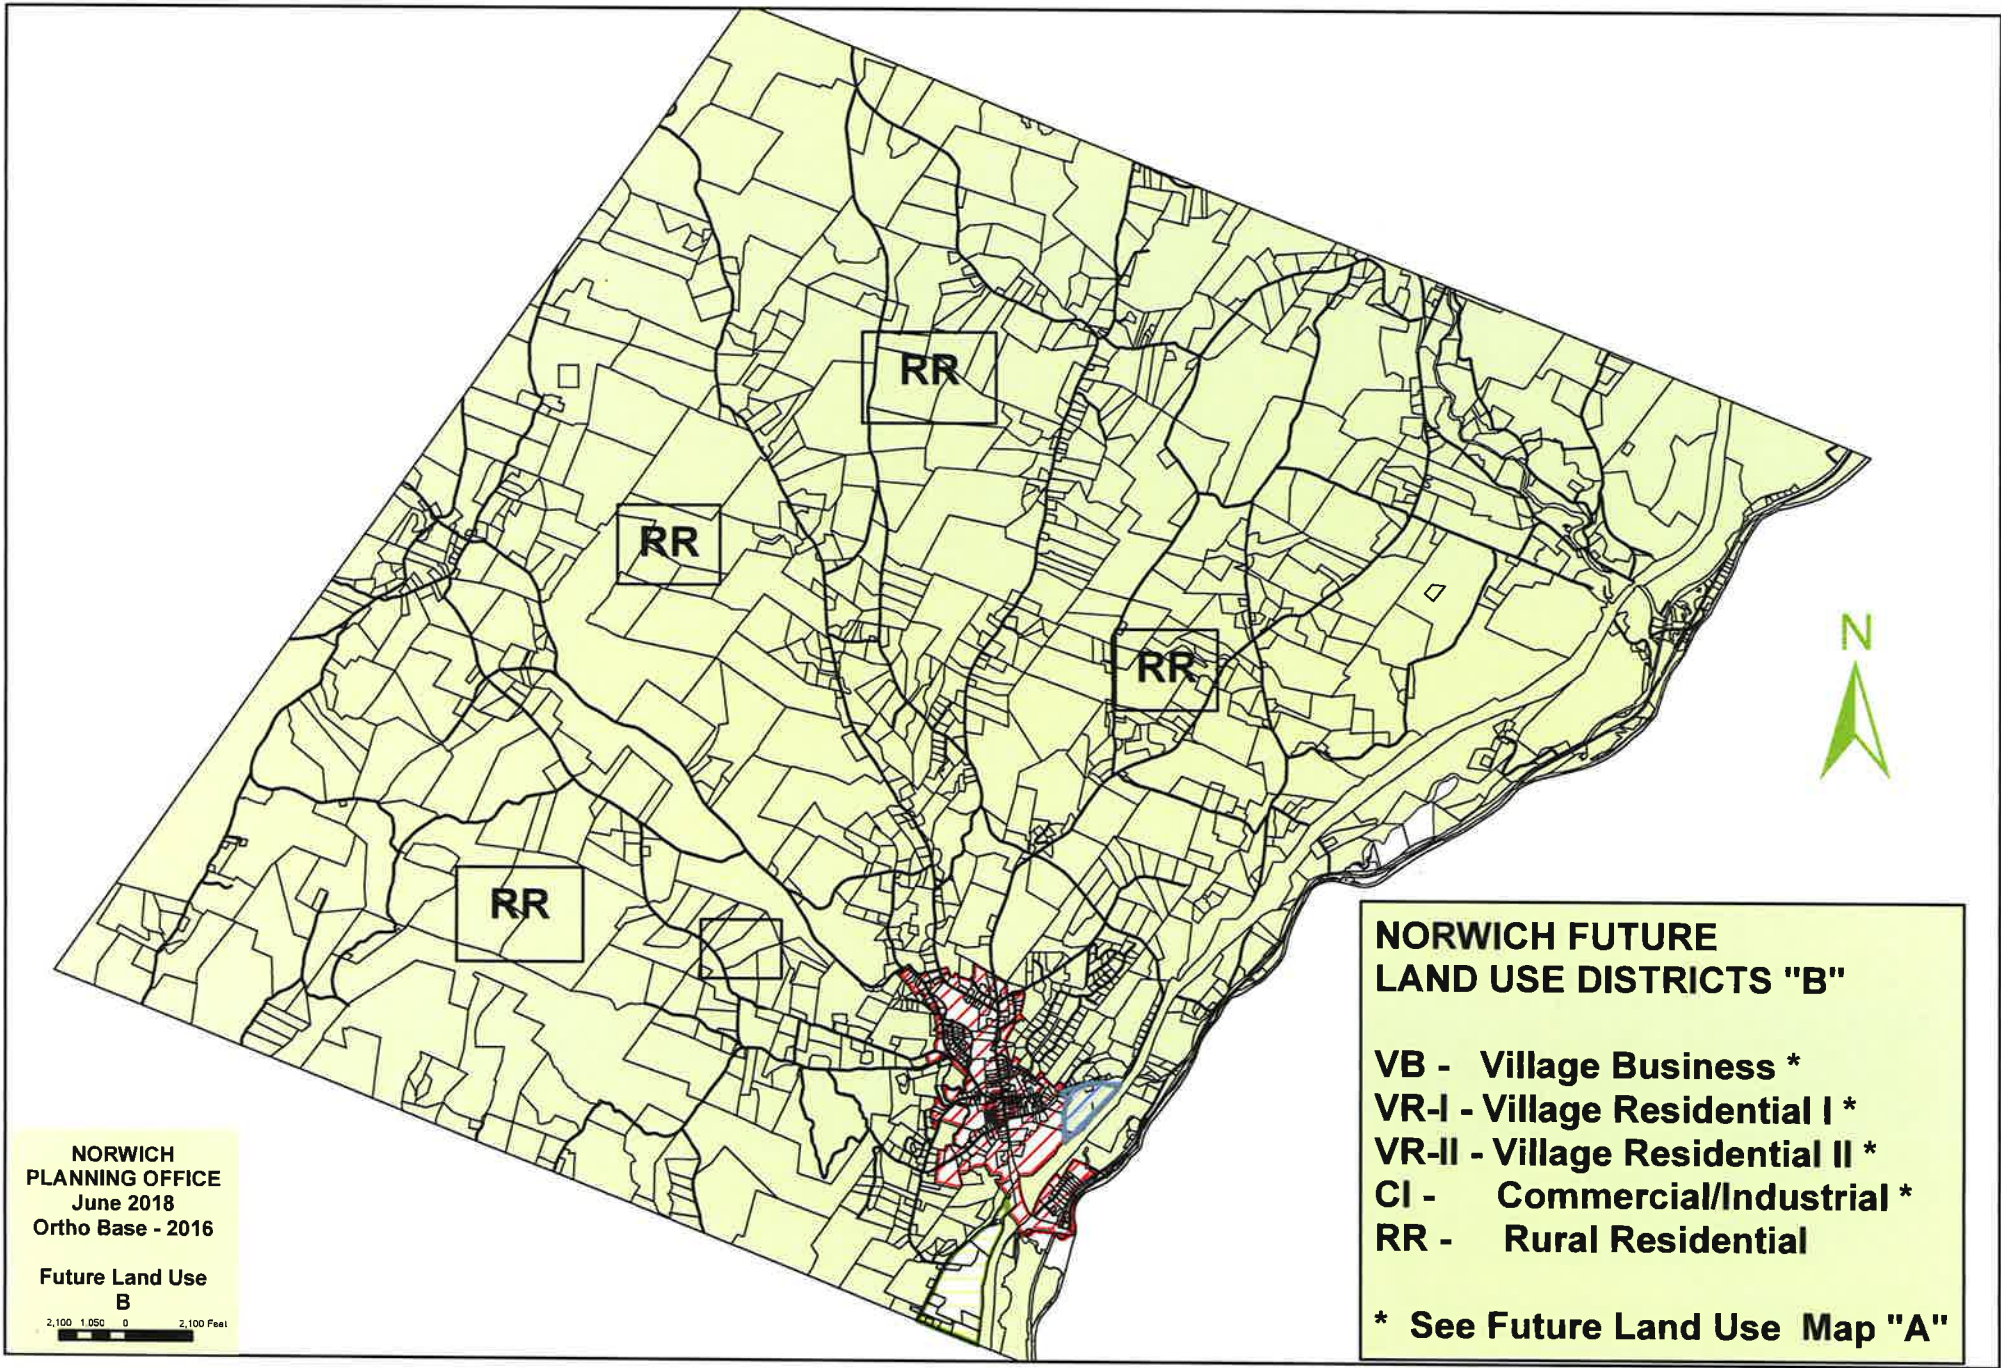 RR
RR
RR
RR
N
NORWICH FUTURE
LAND USE DISTRICTS "B"
VB - Village Business *
VR-I - Village Residential I *
VR-II - Village Residential II *
CI - Commercial/Industrial *
RR - Rural Residential
* See Future Land Use Map "A"
NORWICH
PLANNING OFFICE
June 2018
Ortho Base - 2016
Future Land Use
B
2,100 1,050 0 2,100 Feet